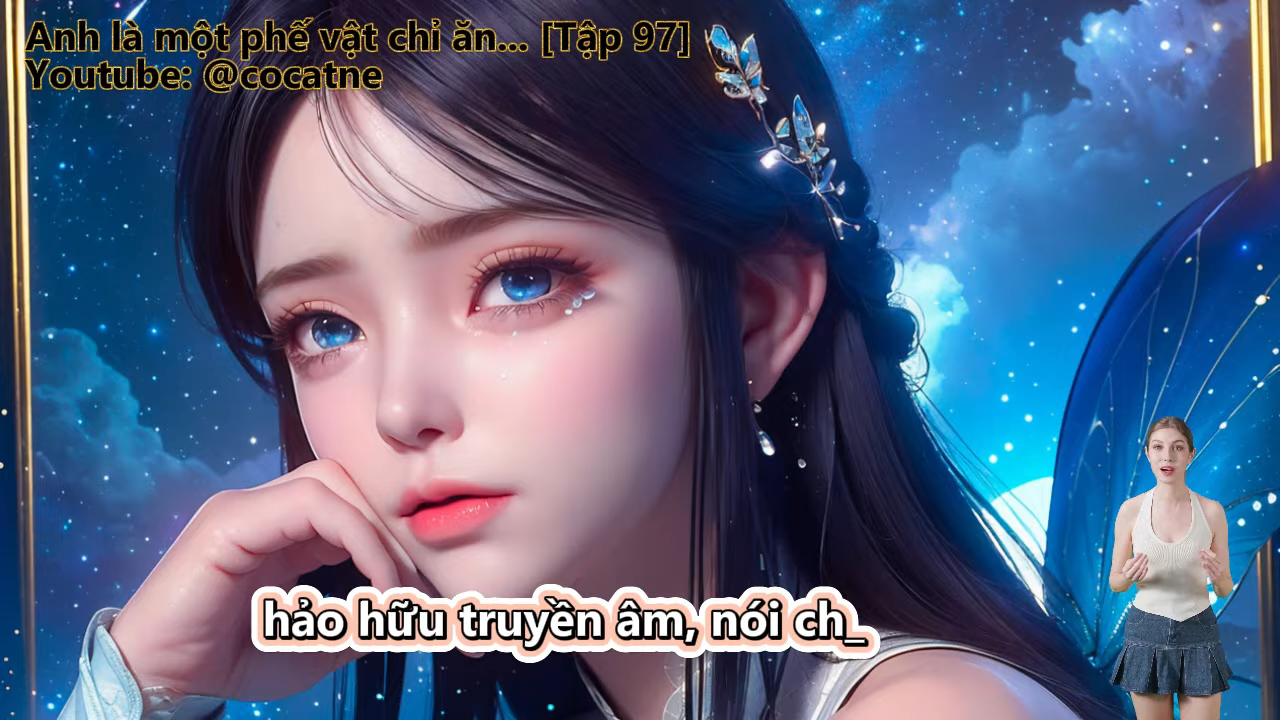 Anh là một phế vật chỉ ăn... [Tập 97]
Youtube: @cocatne
hảo hữu truyền âm, nói ch_